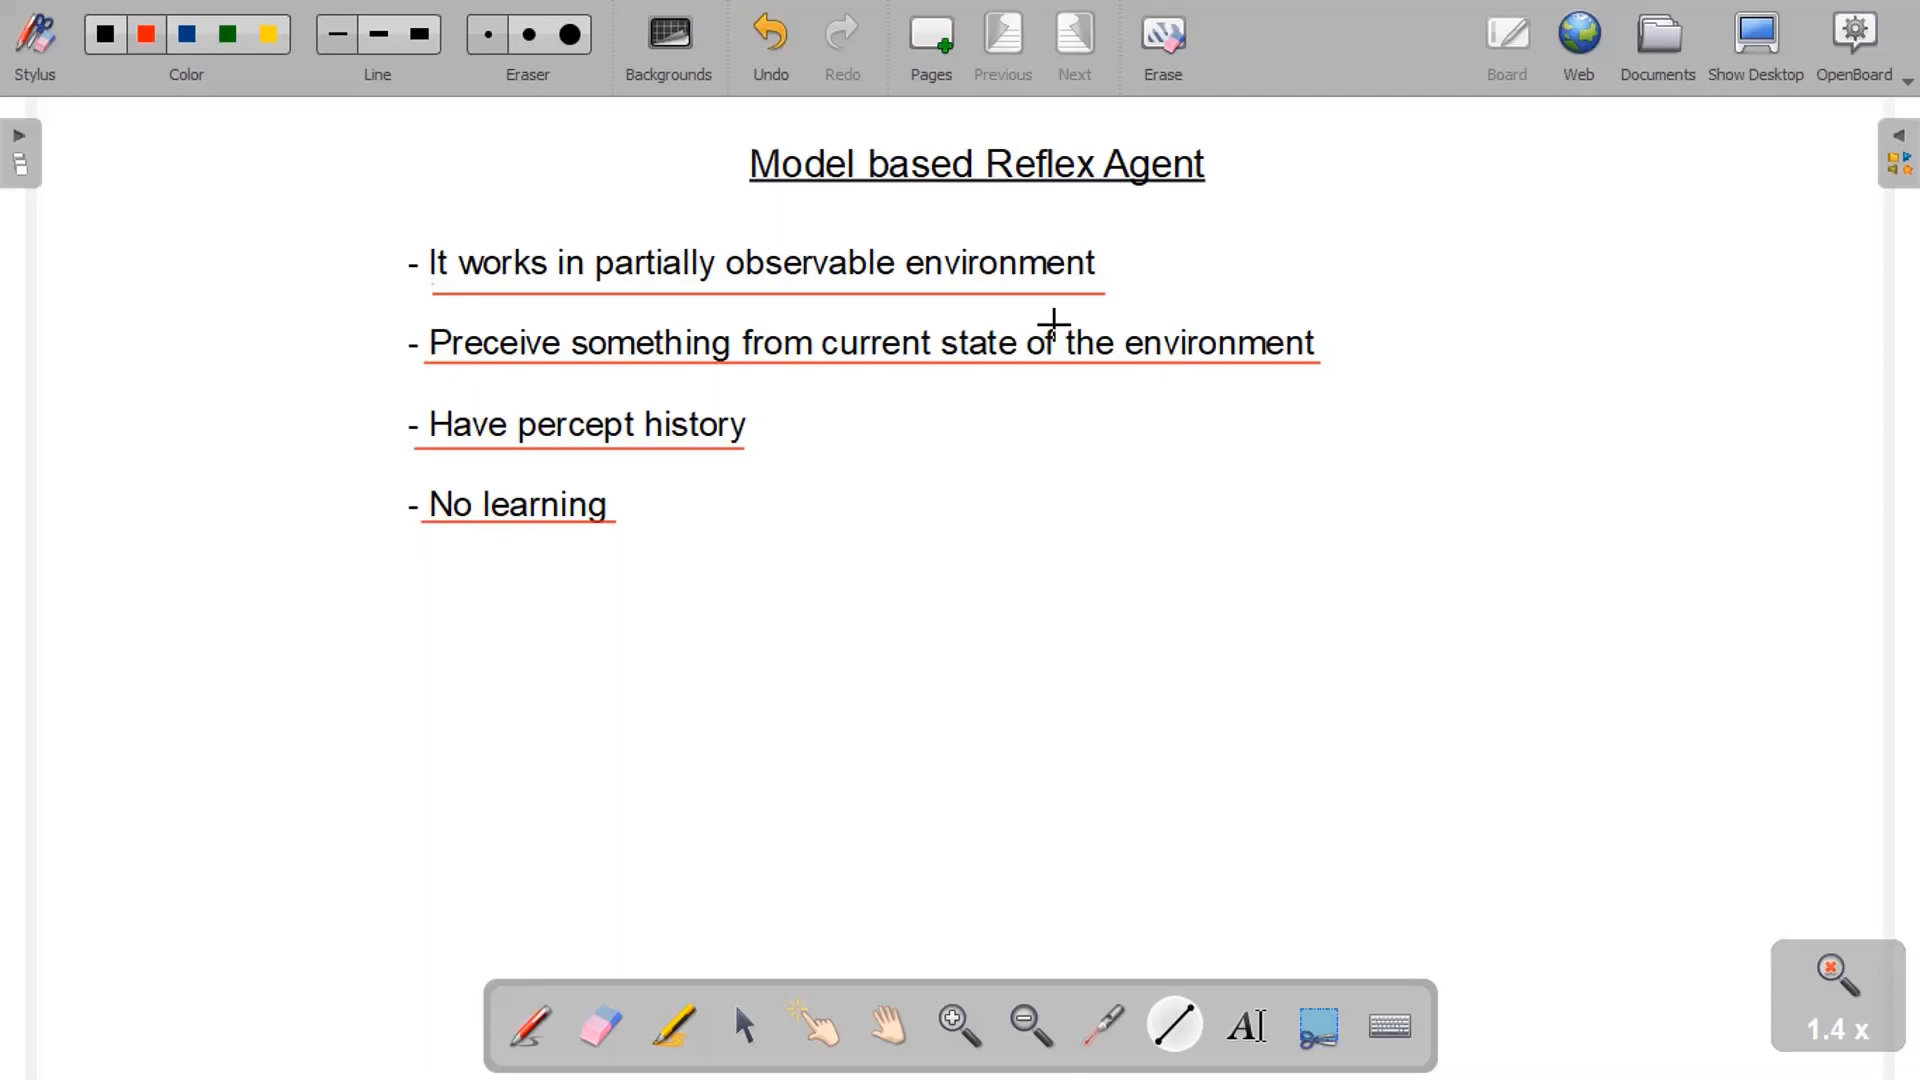 Stylus Color Line Eraser Backgrounds Undo Redo Pages Previous Next Erase Board Web Documents Show Desktop OpenBoard
Model based Reflex Agent
- It works in partially observable environment
- Preceive something from current state of the environment
- Have percept history
- No learning
1.4 x